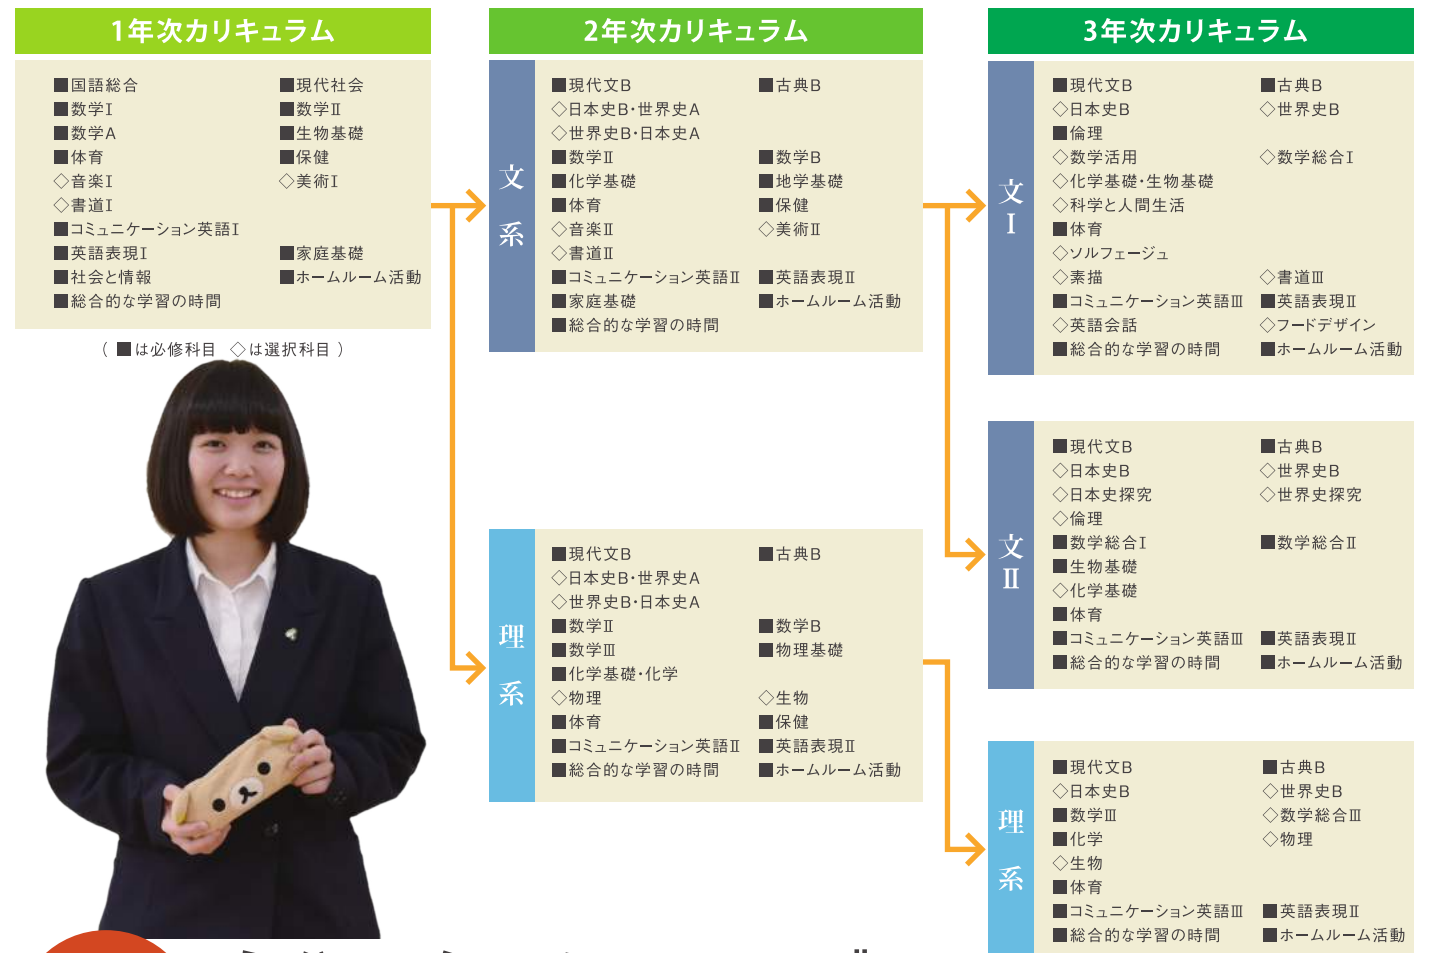 1年次カリキュラム
■国語総合 ■現代社会
■数学Ⅰ ■数学Ⅱ
■数学A ■生物基礎
■体育 ■保健
◇音楽Ⅰ ◇美術Ⅰ
◇書道Ⅰ
■コミュニケーション英語Ⅰ
■英語表現Ⅰ ■家庭基礎
■社会と情報 ■ホームルーム活動
■総合的な学習の時間
( ■は必修科目 ◇は選択科目 )
2年次カリキュラム
文系
■現代文B ■古典B
◇日本史B・世界史A
◇世界史B・日本史A
■数学Ⅱ ■数学B
■化学基礎 ■地学基礎
■体育 ■保健
◇音楽Ⅱ ◇美術Ⅱ
◇書道Ⅱ
■コミュニケーション英語Ⅱ ■英語表現Ⅱ
■家庭基礎 ■ホームルーム活動
■総合的な学習の時間
理系
■現代文B ■古典B
◇日本史B・世界史A
◇世界史B・日本史A
■数学Ⅱ ■数学B
■数学Ⅲ ■物理基礎
■化学基礎・化学
◇物理 ◇生物
■体育 ■保健
■コミュニケーション英語Ⅱ ■英語表現Ⅱ
■総合的な学習の時間 ■ホームルーム活動
3年次カリキュラム
文Ⅰ
■現代文B ■古典B
◇日本史B ◇世界史B
■倫理
◇数学活用 ◇数学総合Ⅰ
◇化学基礎・生物基礎
◇科学と人間生活
■体育
◇ソルフェージュ
◇素描 ◇書道Ⅲ
■コミュニケーション英語Ⅲ ■英語表現Ⅱ
◇英語会話 ◇フードデザイン
■総合的な学習の時間 ■ホームルーム活動
文Ⅱ
■現代文B ■古典B
◇日本史B ◇世界史B
◇日本史探究 ◇世界史探究
◇倫理
■数学総合Ⅰ ■数学総合Ⅱ
■生物基礎
◇化学基礎
■体育
■コミュニケーション英語Ⅲ ■英語表現Ⅱ
■総合的な学習の時間 ■ホームルーム活動
理系
■現代文B ■古典B
◇日本史B ◇世界史B
■数学Ⅲ ◇数学総合Ⅲ
■化学 ◇物理
◇生物
■体育
■コミュニケーション英語Ⅲ ■英語表現Ⅱ
■総合的な学習の時間 ■ホームルーム活動